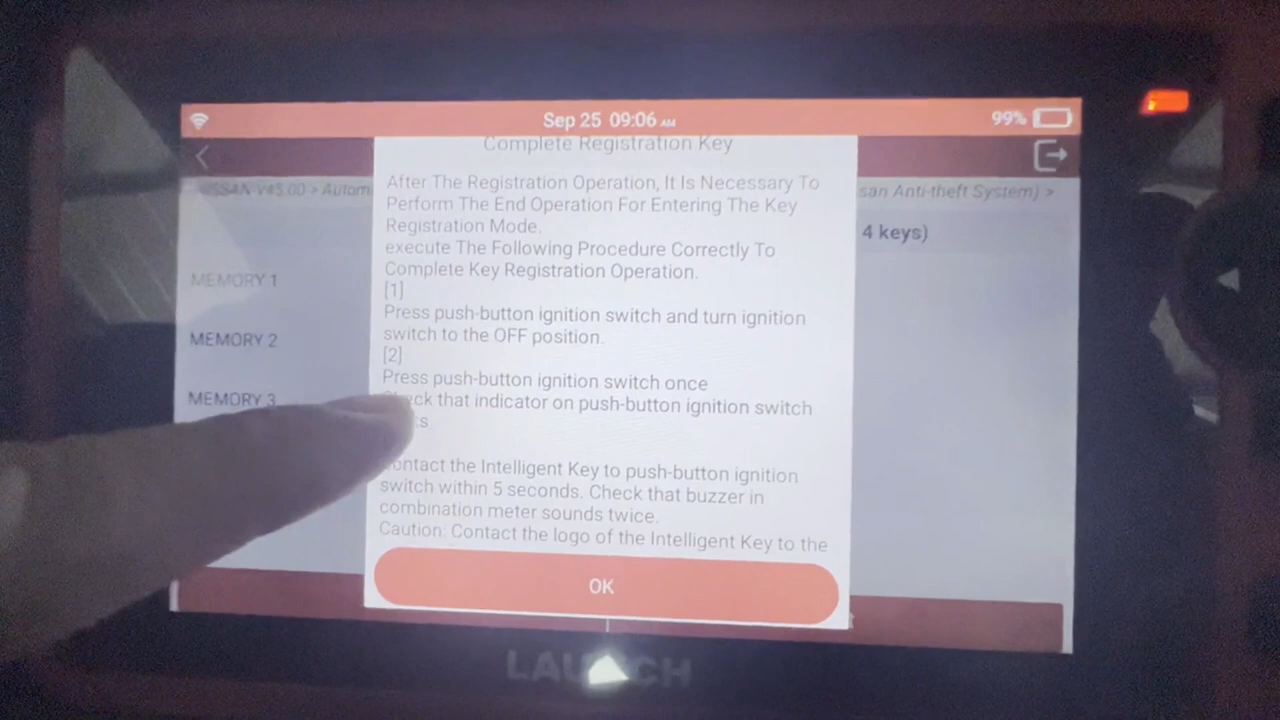 Sep 25 09:06 AM
99%
SSAN V45.00 > Autom
san Anti-theft System) >
4 keys)
MEMORY 1
MEMORY 2
MEMORY 3
Complete Registration Key
After The Registration Operation, It Is Necessary To
Perform The End Operation For Entering The Key
Registration Mode.
execute The Following Procedure Correctly To
Complete Key Registration Operation.
[1]
Press push-button ignition switch and turn ignition
switch to the OFF position.
[2]
Press push-button ignition switch once
Check that indicator on push-button ignition switch
Contact the Intelligent Key to push-button ignition
switch within 5 seconds. Check that buzzer in
combination meter sounds twice.
Caution: Contact the logo of the Intelligent Key to the
OK
LAUNCH